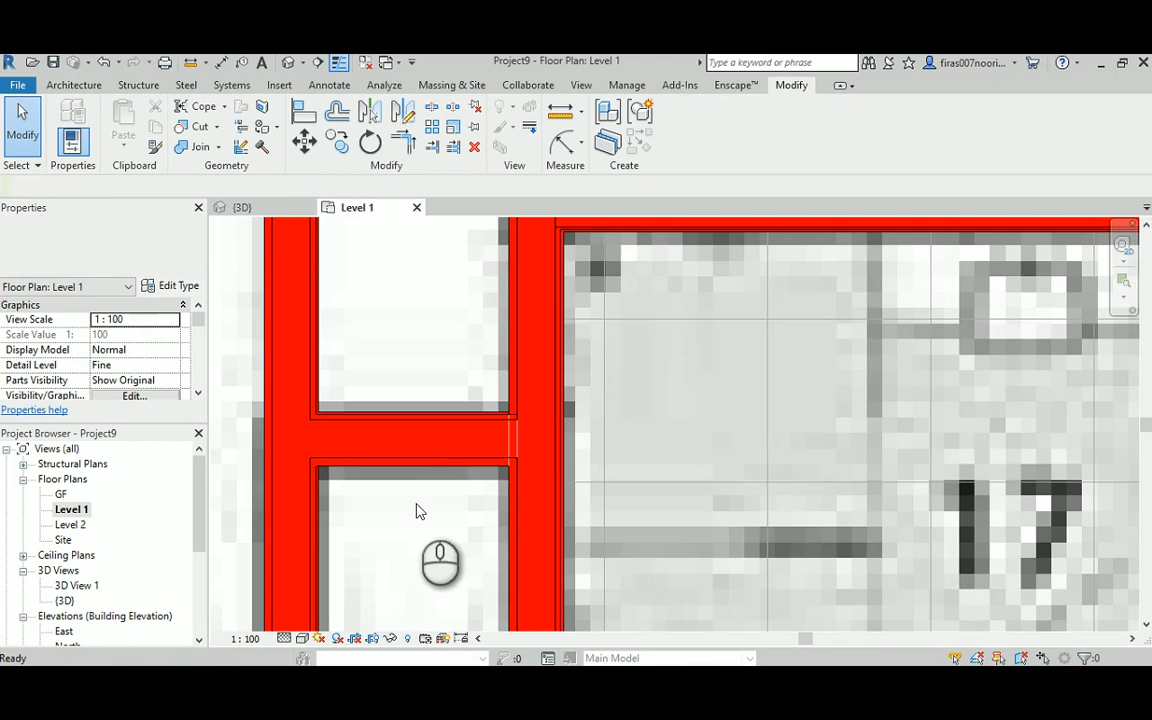 Project9 - Floor Plan: Level 1
Type a keyword or phrase
firas007noori...
File
Architecture
Structure
Steel
Systems
Insert
Annotate
Analyze
Massing & Site
Collaborate
View
Manage
Add-Ins
Enscape™
Modify
Modify
Paste
Cope
Cut
Join
Select
Properties
Clipboard
Geometry
Modify
View
Measure
Create
Properties
{3D}
Level 1
Floor Plan: Level 1
Edit Type
Graphics
View Scale
1 : 100
Scale Value 1:
100
Display Model
Normal
Detail Level
Fine
Parts Visibility
Show Original
Visibility/Graphi...
Edit...
Properties help
Project Browser - Project9
Views (all)
Structural Plans
Floor Plans
GF
Level 1
Level 2
Site
Ceiling Plans
3D Views
3D View 1
{3D}
Elevations (Building Elevation)
East
17
1 : 100
Ready
:0
Main Model
:0